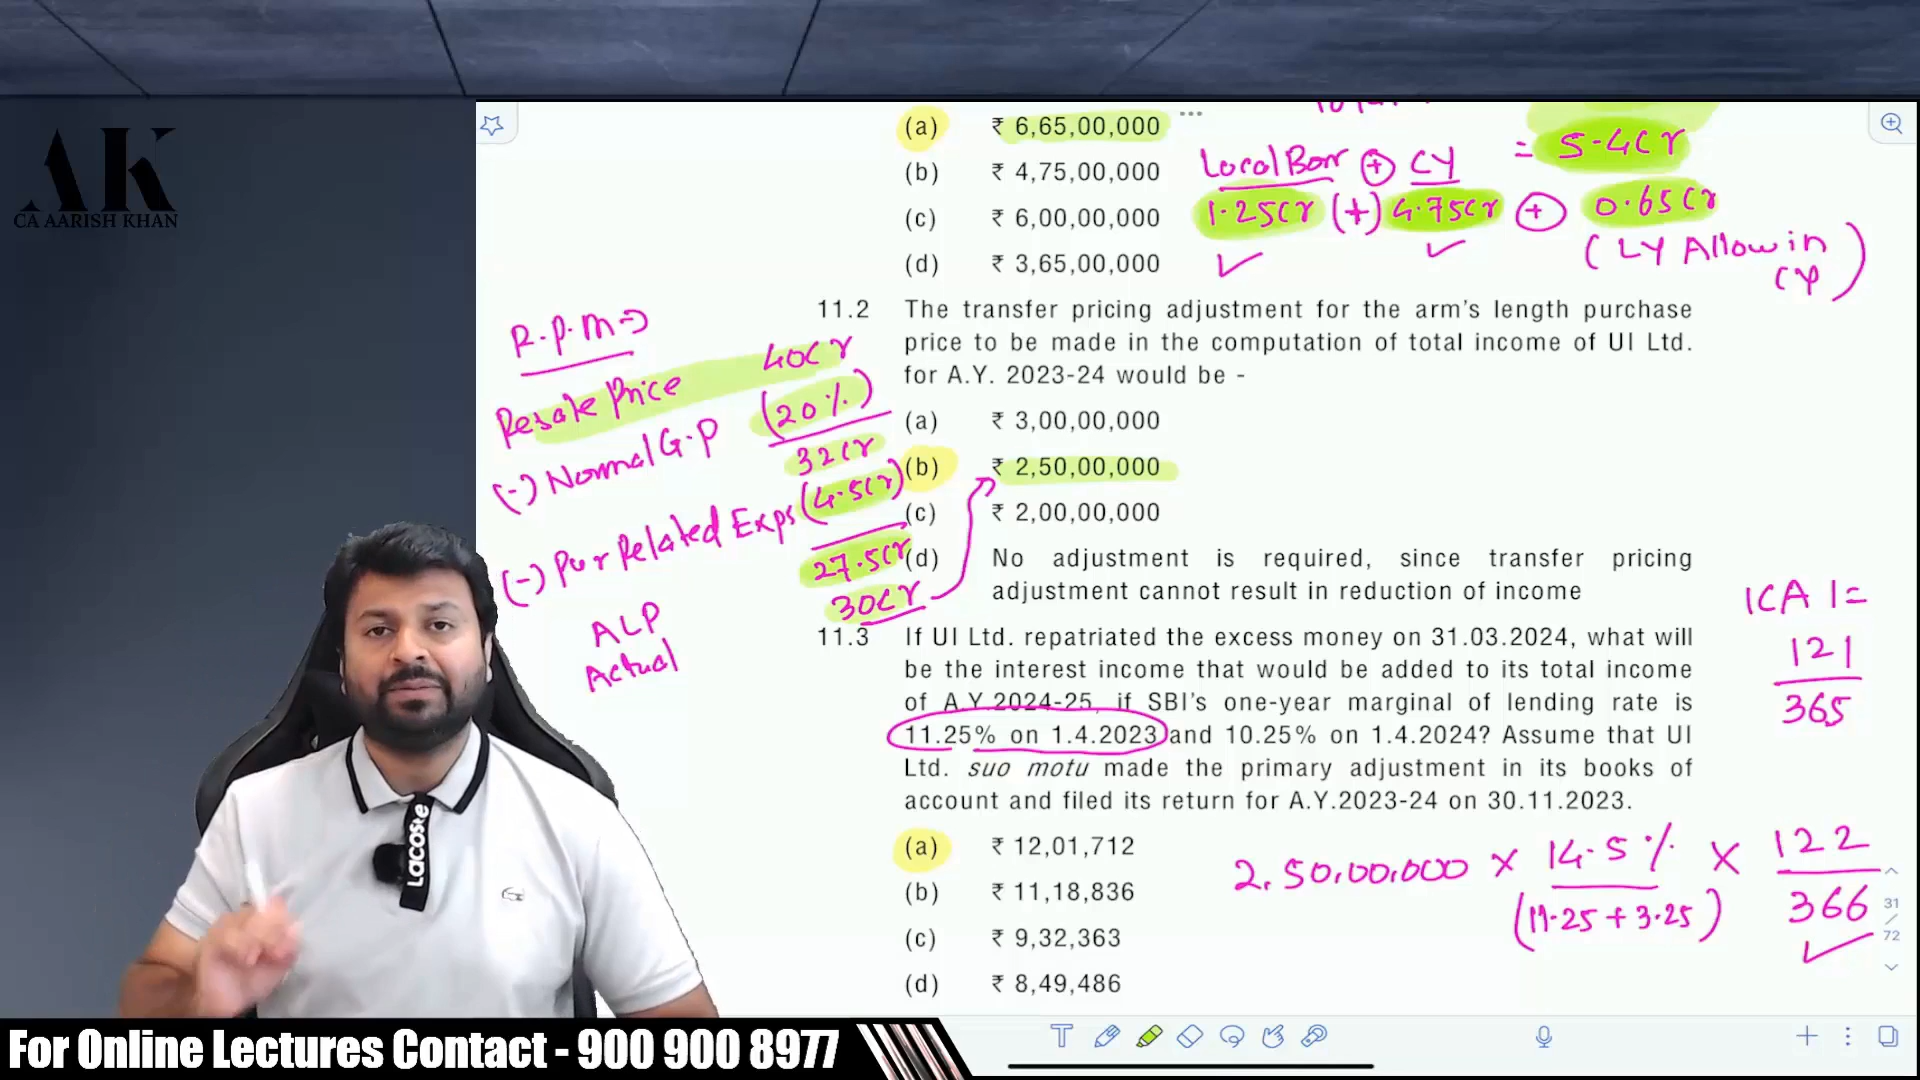 AK
CA AARISH KHAN
(a) ₹ 6,65,00,000
(b) ₹ 4,75,00,000
(c) ₹ 6,00,00,000
(d) ₹ 3,65,00,000
= 5.4Cr
Local Borr (+) CY
1.25Cr (+) 4.75Cr (+) 0.65Cr
(LY Allow in CY)
11.2 The transfer pricing adjustment for the arm's length purchase
price to be made in the computation of total income of UI Ltd.
for A.Y. 2023-24 would be -
(a) ₹ 3,00,00,000
(b) ₹ 2,50,00,000
(c) ₹ 2,00,00,000
(d) No adjustment is required, since transfer pricing
adjustment cannot result in reduction of income
R.P.M→
Resale Price 40Cr
(-) Normal G.P (20%)
32Cr
(-) Pur Related Exps (4.5Cr)
ALP 27.5Cr
Actual 30Cr
11.3 If UI Ltd. repatriated the excess money on 31.03.2024, what will
be the interest income that would be added to its total income
of A.Y.2024-25, if SBI's one-year marginal of lending rate is
11.25% on 1.4.2023 and 10.25% on 1.4.2024? Assume that UI
Ltd. suo motu made the primary adjustment in its books of
account and filed its return for A.Y.2023-24 on 30.11.2023.
(a) ₹ 12,01,712
(b) ₹ 11,18,836
(c) ₹ 9,32,363
(d) ₹ 8,49,486
ICAI=
121
365
2,50,00,000 × 14.5% × 122
(11.25+3.25) 366
31
/
72
For Online Lectures Contact - 900 900 8977
LACOSTE